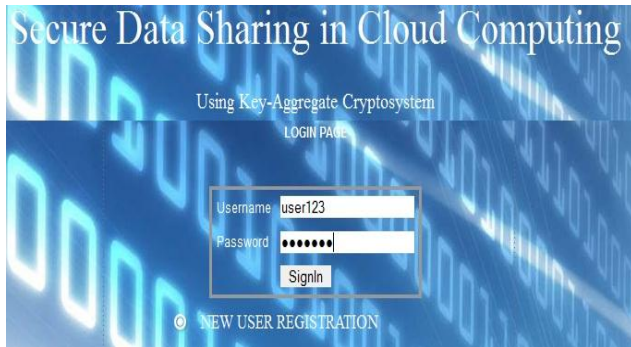 Secure Data Sharing in Cloud Computing
Using Key-Aggregate Cryptosystem
LOGIN PAGE
Username user123
Password ●●●●●●●
SignIn
NEW USER REGISTRATION